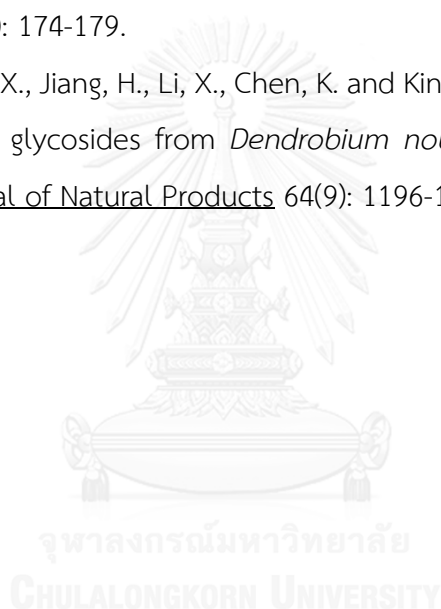 ): 174-179.
X., Jiang, H., Li, X., Chen, K. and Kin
glycosides from Dendrobium nou
al of Natural Products 64(9): 1196-1
จุฬาลงกรณ์มหาวิทยาลัย
CHULALONGKORN UNIVERSITY